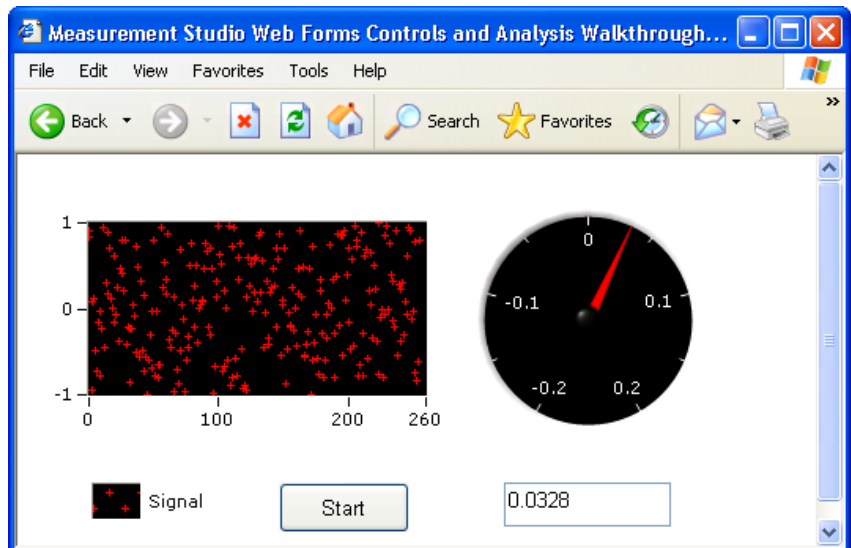 Measurement Studio Web Forms Controls and Analysis Walkthrough...
File Edit View Favorites Tools Help
Back Search Favorites »
1
0
-1
0 100 200 260
0
-0.1 0.1
-0.2 0.2
Signal
Start
0.0328